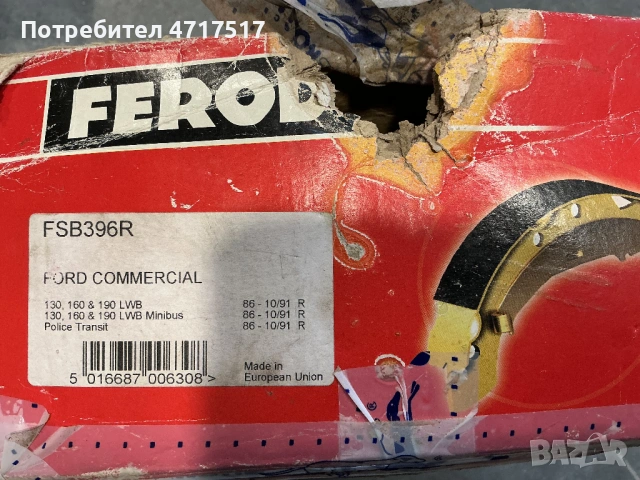 Потребител 4717517
FEROD
FSB396R
FORD COMMERCIAL
130, 160 & 190 LWB 86 - 10/91 R
130, 160 & 190 LWB Minibus 86 - 10/91 R
Police Transit 86 - 10/91 R
5 016687 006308 >
Made in
European Union
BAZAR